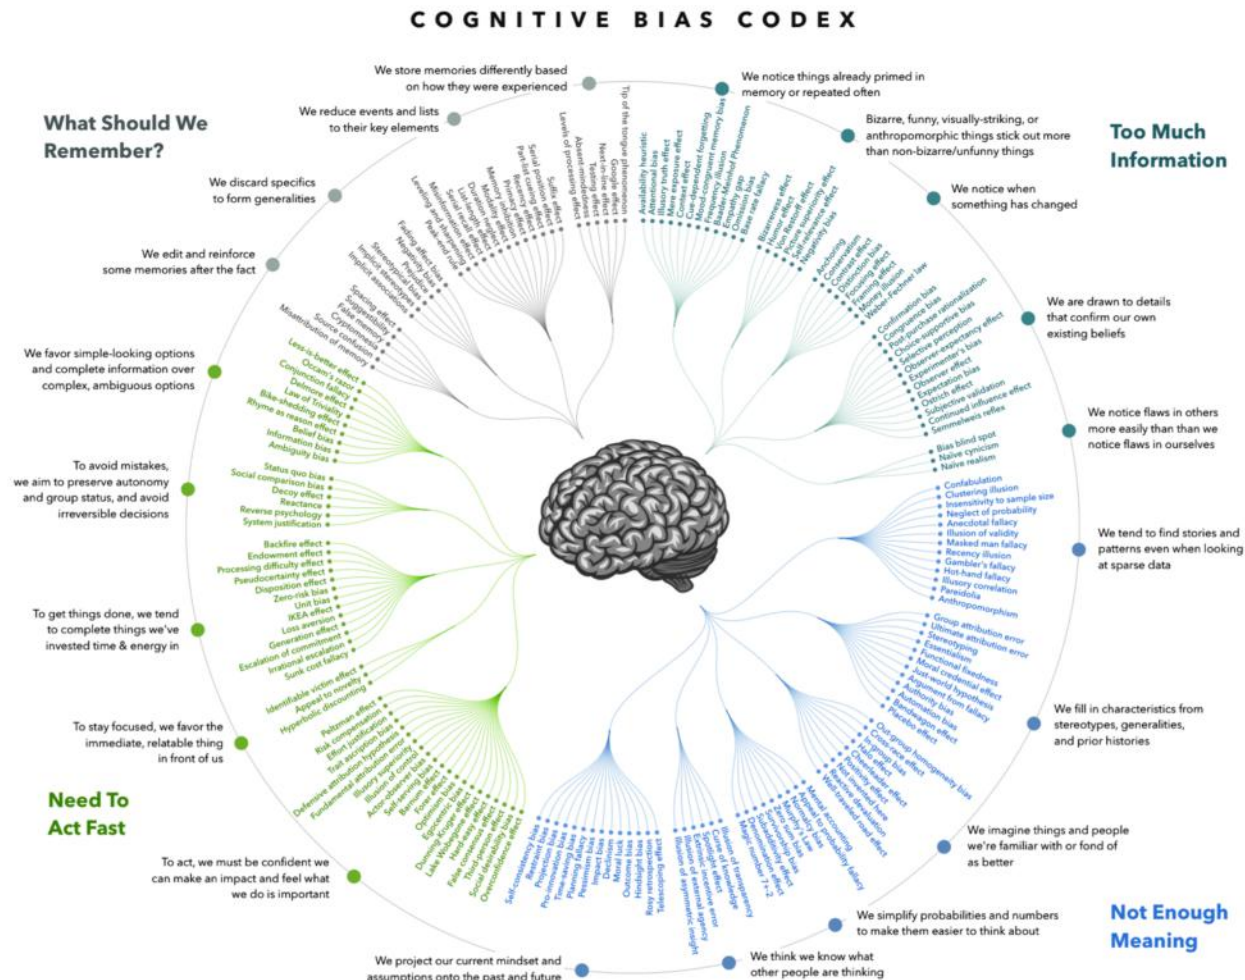 COGNITIVE BIAS CODEX
We store memories differently based
on how they were experienced
We reduce events and lists
to their key elements
We discard specifics
to form generalities
We edit and reinforce
some memories after the fact
What Should We
Remember?
We notice things already primed in
memory or repeated often
Bizarre, funny, visually-striking, or
anthropomorphic things stick out more
than non-bizarre/unfunny things
We notice when
something has changed
We are drawn to details
that confirm our own
existing beliefs
We notice flaws in others
more easily than than we
notice flaws in ourselves
Too Much
Information
We tend to find stories and
patterns even when looking
at sparse data
We fill in characteristics from
stereotypes, generalities,
and prior histories
We imagine things and people
we're familiar with or fond of
as better
We simplify probabilities and numbers
to make them easier to think about
We think we know what
other people are thinking
We project our current mindset and
assumptions onto the past and future
Not Enough
Meaning
We favor simple-looking options
and complete information over
complex, ambiguous options
To avoid mistakes,
we aim to preserve autonomy
and group status, and avoid
irreversible decisions
To get things done, we tend
to complete things we've
invested time & energy in
To stay focused, we favor the
immediate, relatable thing
in front of us
To act, we must be confident we
can make an impact and feel what
we do is important
Need To
Act Fast
Availability heuristic
Attentional bias
Illusory truth effect
Mere exposure effect
Context effect
Cue-dependent forgetting
Mood-congruent memory bias
Frequency illusion
Baader-Meinhof Phenomenon
Empathy gap
Omission bias
Base rate fallacy
Bizarreness effect
Humor effect
Von Restorff effect
Picture superiority effect
Self-relevance effect
Negativity bias
Anchoring
Conservatism
Contrast effect
Distinction bias
Focusing effect
Framing effect
Money illusion
Weber-Fechner law
Confirmation bias
Congruence bias
Post-purchase rationalization
Choice-supportive bias
Selective perception
Observer-expectancy effect
Experimenter's bias
Observer effect
Expectation bias
Ostrich effect
Subjective validation
Continued influence effect
Semmelweis reflex
Bias blind spot
Naïve cynicism
Naïve realism
Confabulation
Clustering illusion
Insensitivity to sample size
Neglect of probability
Anecdotal fallacy
Illusion of validity
Masked man fallacy
Recency illusion
Gambler's fallacy
Hot-hand fallacy
Illusory correlation
Pareidolia
Anthropomorphism
Group attribution error
Ultimate attribution error
Stereotyping
Essentialism
Functional fixedness
Moral credential effect
Just-world hypothesis
Argument from fallacy
Authority bias
Automation bias
Bandwagon effect
Placebo effect
Out-group homogeneity bias
Cross-race effect
In-group bias
Halo effect
Cheerleader effect
Positivity effect
Not invented here
Reactive devaluation
Well-traveled road effect
Mental accounting
Appeal to probability fallacy
Normalcy bias
Murphy's Law
Zero sum bias
Survivorship bias
Subadditivity effect
Denomination effect
Magic number 7+-2
Illusion of transparency
Curse of knowledge
Spotlight effect
Extrinsic incentive error
Illusion of external agency
Illusion of asymmetric insight
Telescoping effect
Rosy retrospection
Hindsight bias
Outcome bias
Moral luck
Declinism
Impact bias
Pessimism bias
Planning fallacy
Time-saving bias
Pro-innovation bias
Projection bias
Restraint bias
Self-consistency bias
Overconfidence effect
Social desirability bias
Third-person effect
False consensus effect
Hard-easy effect
Lake Wobegone effect
Dunning-Kruger effect
Egocentric bias
Optimism bias
Forer effect
Barnum effect
Self-serving bias
Actor-observer bias
Illusion of control
Illusory superiority
Fundamental attribution error
Defensive attribution hypothesis
Trait ascription bias
Effort justification
Risk compensation
Peltzman effect
Hyperbolic discounting
Appeal to novelty
Identifiable victim effect
Sunk cost fallacy
Irrational escalation
Escalation of commitment
Generation effect
Loss aversion
IKEA effect
Unit bias
Zero-risk bias
Disposition effect
Pseudocertainty effect
Processing difficulty effect
Endowment effect
Backfire effect
System justification
Reverse psychology
Reactance
Decoy effect
Social comparison bias
Status quo bias
Ambiguity bias
Information bias
Belief bias
Rhyme as reason effect
Bike-shedding effect
Law of Triviality
Delmore effect
Conjunction fallacy
Occam's razor
Less-is-better effect
Misattribution of memory
Source confusion
Cryptomnesia
False memory
Suggestibility
Spacing effect
Implicit associations
Implicit stereotypes
Stereotypical bias
Prejudice
Negativity bias
Fading affect bias
Peak-end rule
Leveling and sharpening
Misinformation effect
Serial recall effect
List-length effect
Duration neglect
Modality effect
Memory inhibition
Primacy effect
Recency effect
Part-list cueing effect
Serial position effect
Suffix effect
Levels of processing effect
Absent-mindedness
Testing effect
Next-in-line effect
Google effect
Tip of the tongue phenomenon